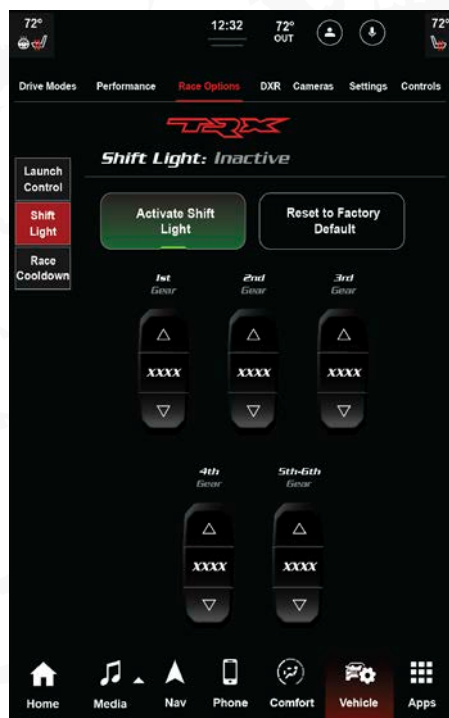 72°
12:32
72°
OUT
72°
Drive Modes Performance Race Options DXR Cameras Settings Controls
TRX
Shift Light: Inactive
Launch
Control
Shift
Light
Race
Cooldown
Activate Shift
Light
Reset to Factory
Default
1st
Gear
2nd
Gear
3rd
Gear
XXXX XXXX XXXX
4th
Gear
5th-6th
Gear
XXXX XXXX
Home Media Nav Phone Comfort Vehicle Apps